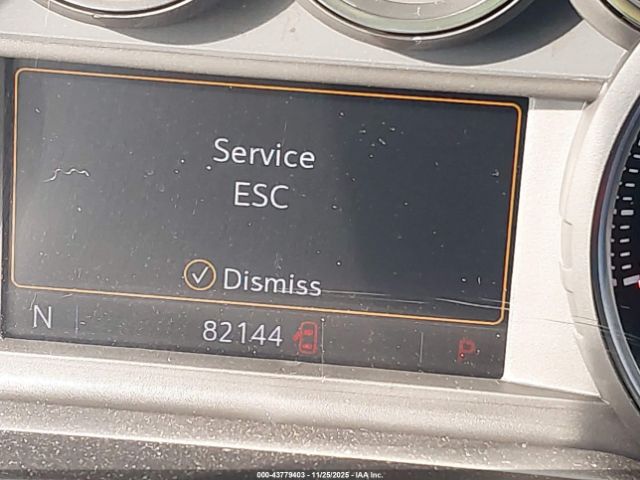 Service
ESC
Dismiss
N 82144 P
000-43779403 - 11/25/2025 - IAA Inc.